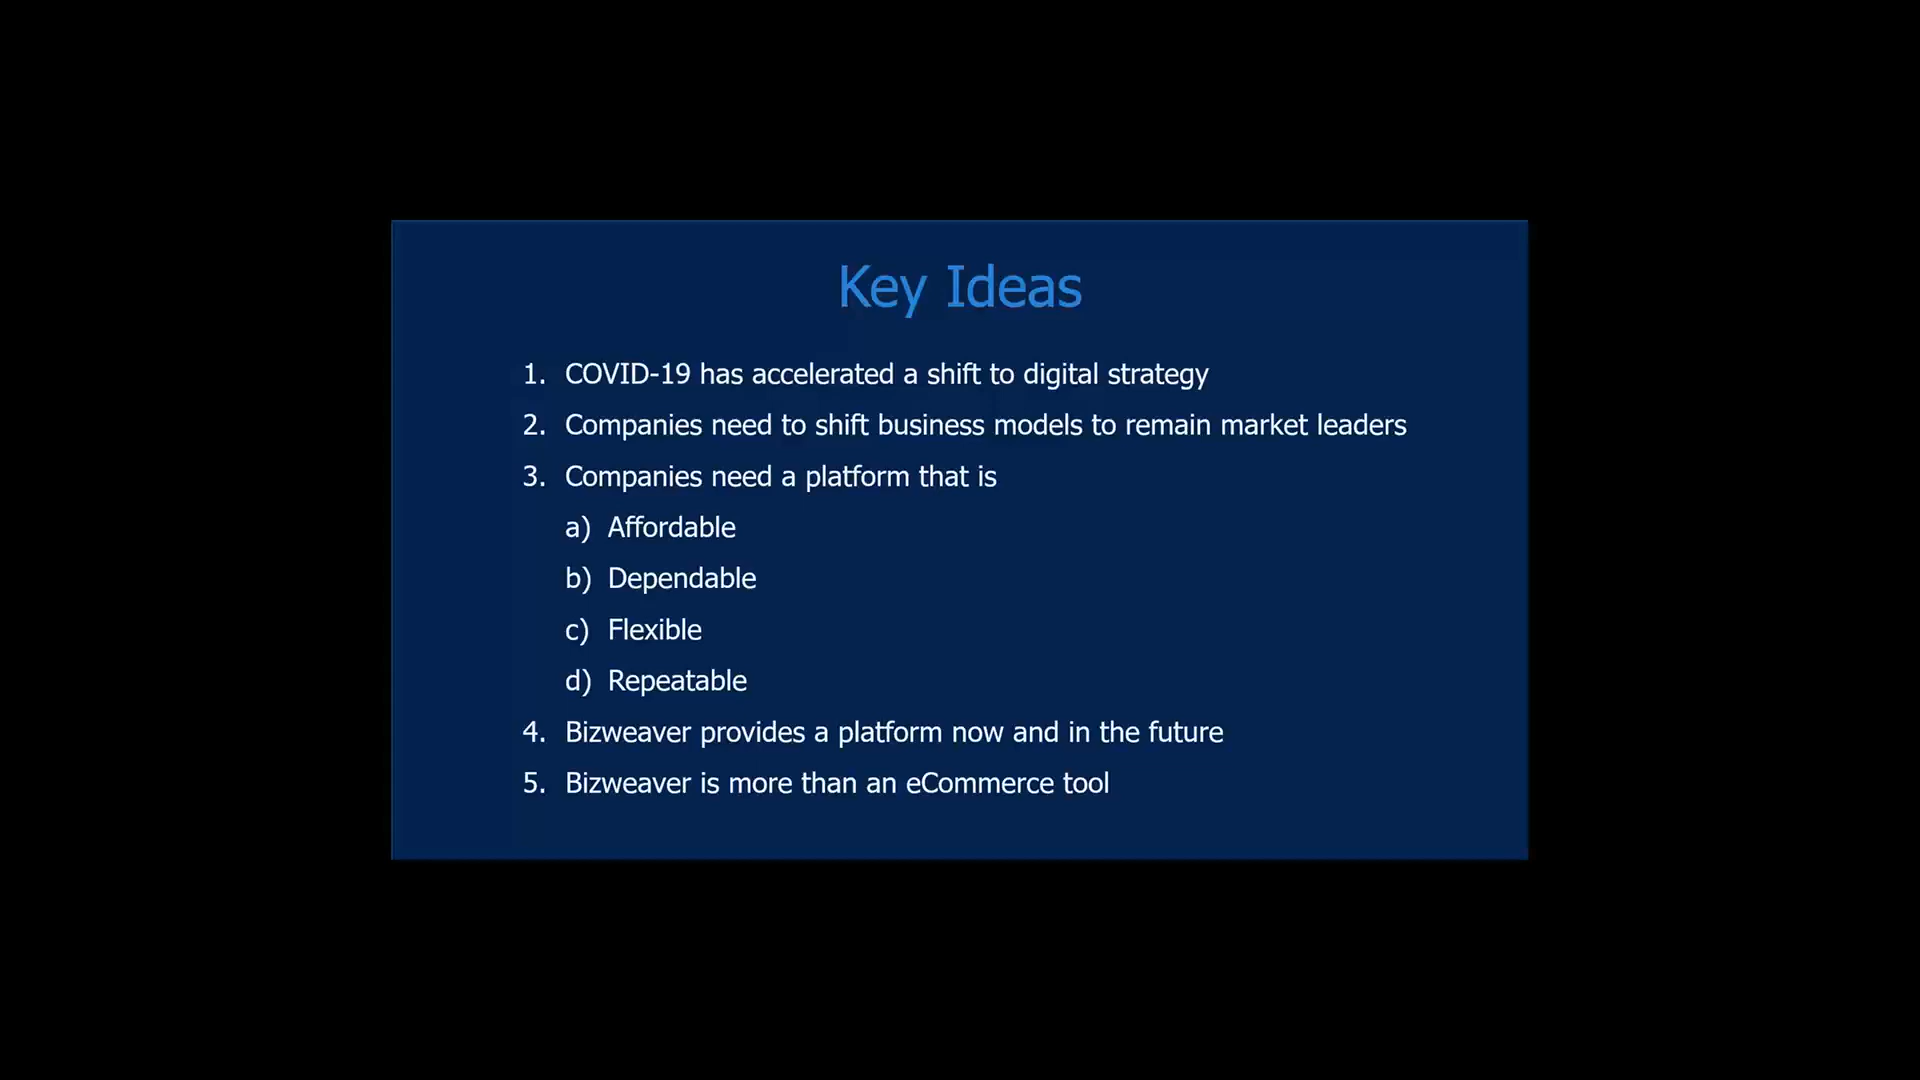 Key Ideas
1. COVID-19 has accelerated a shift to digital strategy
2. Companies need to shift business models to remain market leaders
3. Companies need a platform that is
a) Affordable
b) Dependable
c) Flexible
d) Repeatable
4. Bizweaver provides a platform now and in the future
5. Bizweaver is more than an eCommerce tool